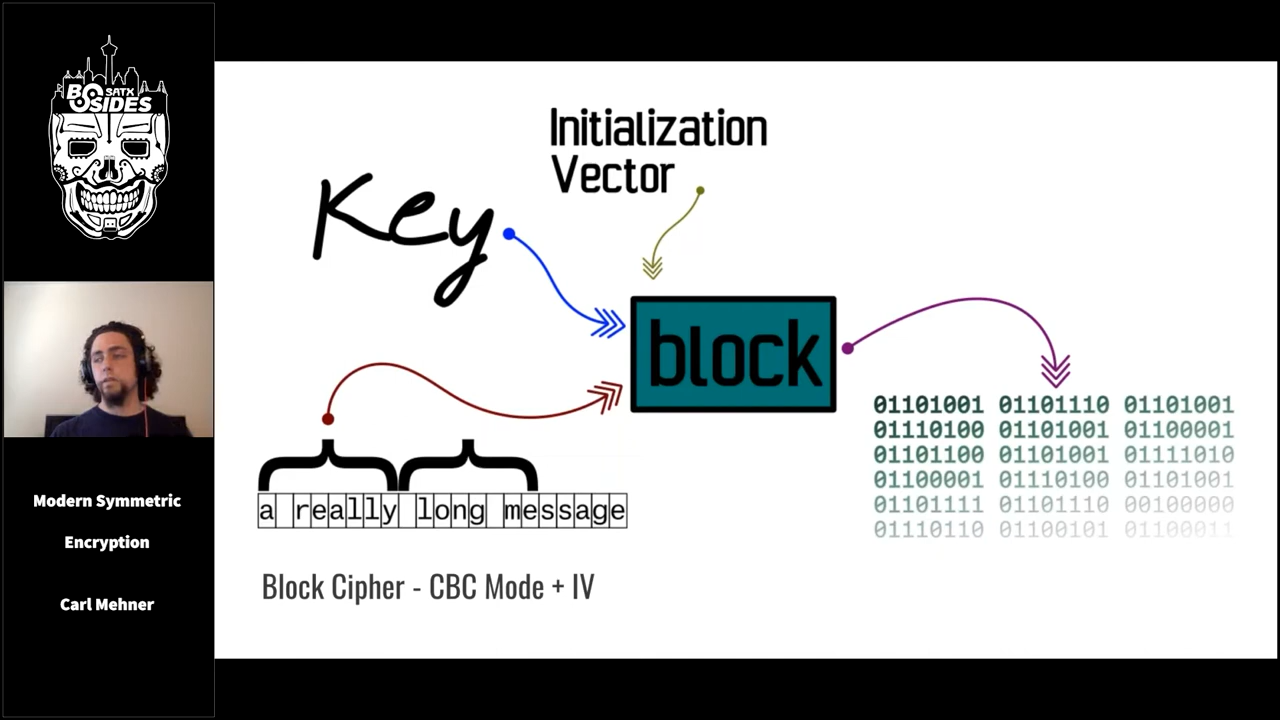 BSIDES
SATX
Modern Symmetric
Encryption
Carl Mehner
Initialization
Vector
Key
block
a really long message
01101001 01101110 01101001
01110100 01101001 01100001
01101100 01101001 01111010
01100001 01110100 01101001
01101111 01101110 00100000
01110110 01100101 01100011
Block Cipher - CBC Mode + IV